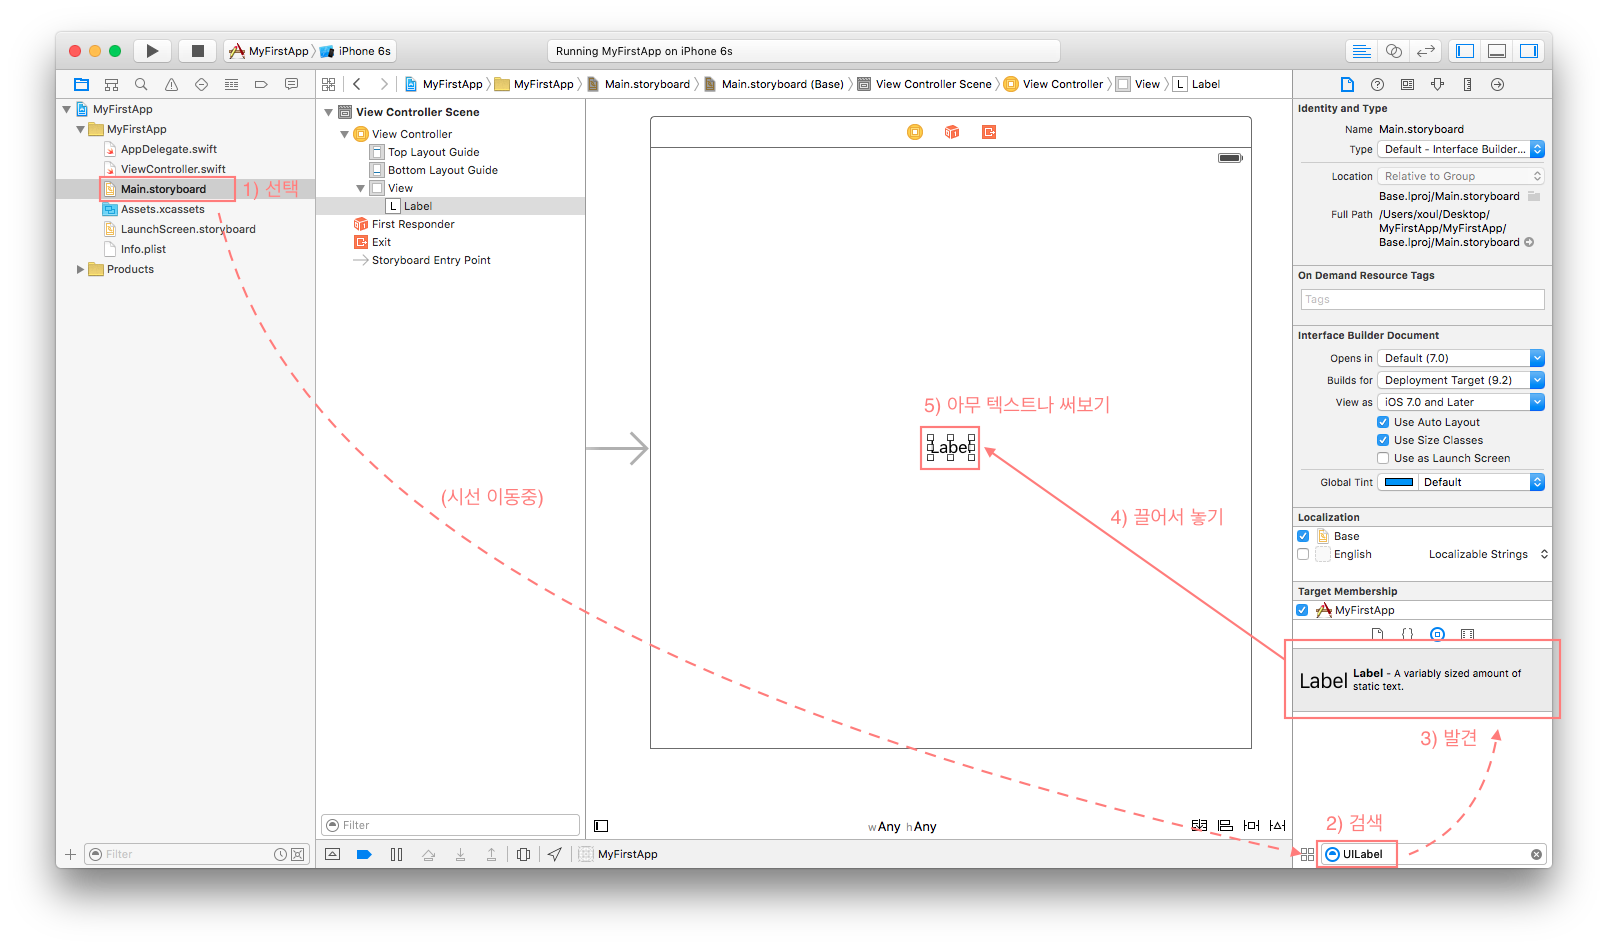 MyFirstApp
iPhone 6s
Running MyFirstApp on iPhone 6s
MyFirstApp
MyFirstApp
Main.storyboard
Main.storyboard (Base)
View Controller Scene
View Controller
View
L Label
MyFirstApp
MyFirstApp
AppDelegate.swift
ViewController.swift
Main.storyboard
1) 선택
Assets.xcassets
LaunchScreen.storyboard
Info.plist
Products
Filter
View Controller Scene
View Controller
Top Layout Guide
Bottom Layout Guide
View
L Label
First Responder
Exit
Storyboard Entry Point
(시선 이동중)
Filter
5) 아무 텍스트나 써보기
Label
4) 끌어서 놓기
wAny hAny
MyFirstApp
Identity and Type
Name Main.storyboard
Type Default - Interface Builder...
Location Relative to Group
Base.lproj/Main.storyboard
Full Path /Users/xoul/Desktop/
MyFirstApp/MyFirstApp/
Base.lproj/Main.storyboard
On Demand Resource Tags
Tags
Interface Builder Document
Opens in Default (7.0)
Builds for Deployment Target (9.2)
View as iOS 7.0 and Later
Use Auto Layout
Use Size Classes
Use as Launch Screen
Global Tint Default
Localization
Base
English Localizable Strings
Target Membership
MyFirstApp
Label
Label - A variably sized amount of
static text.
3) 발견
2) 검색
UILabel